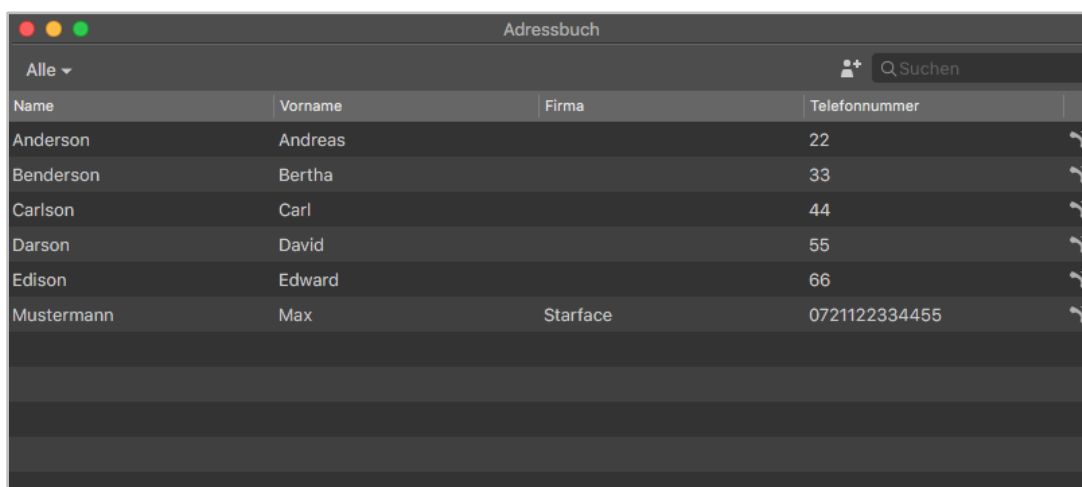 Adressbuch
Alle Suchen
Name Vorname Firma Telefonnummer
Anderson Andreas 22
Benderson Bertha 33
Carlson Carl 44
Darson David 55
Edison Edward 66
Mustermann Max Starface 0721122334455